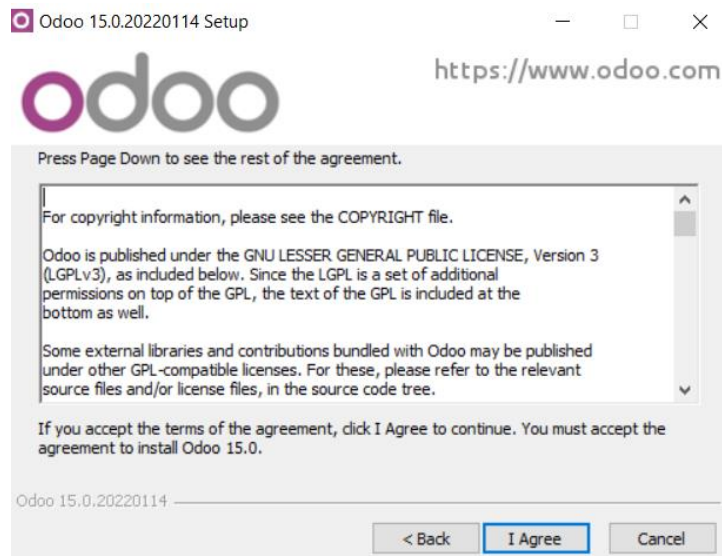 Odoo 15.0.20220114 Setup
odoo
https://www.odoo.com
Press Page Down to see the rest of the agreement.
For copyright information, please see the COPYRIGHT file.
Odoo is published under the GNU LESSER GENERAL PUBLIC LICENSE, Version 3
(LGPLv3), as included below. Since the LGPL is a set of additional
permissions on top of the GPL, the text of the GPL is included at the
bottom as well.
Some external libraries and contributions bundled with Odoo may be published
under other GPL-compatible licenses. For these, please refer to the relevant
source files and/or license files, in the source code tree.
If you accept the terms of the agreement, click I Agree to continue. You must accept the
agreement to install Odoo 15.0.
Odoo 15.0.20220114
< Back I Agree Cancel